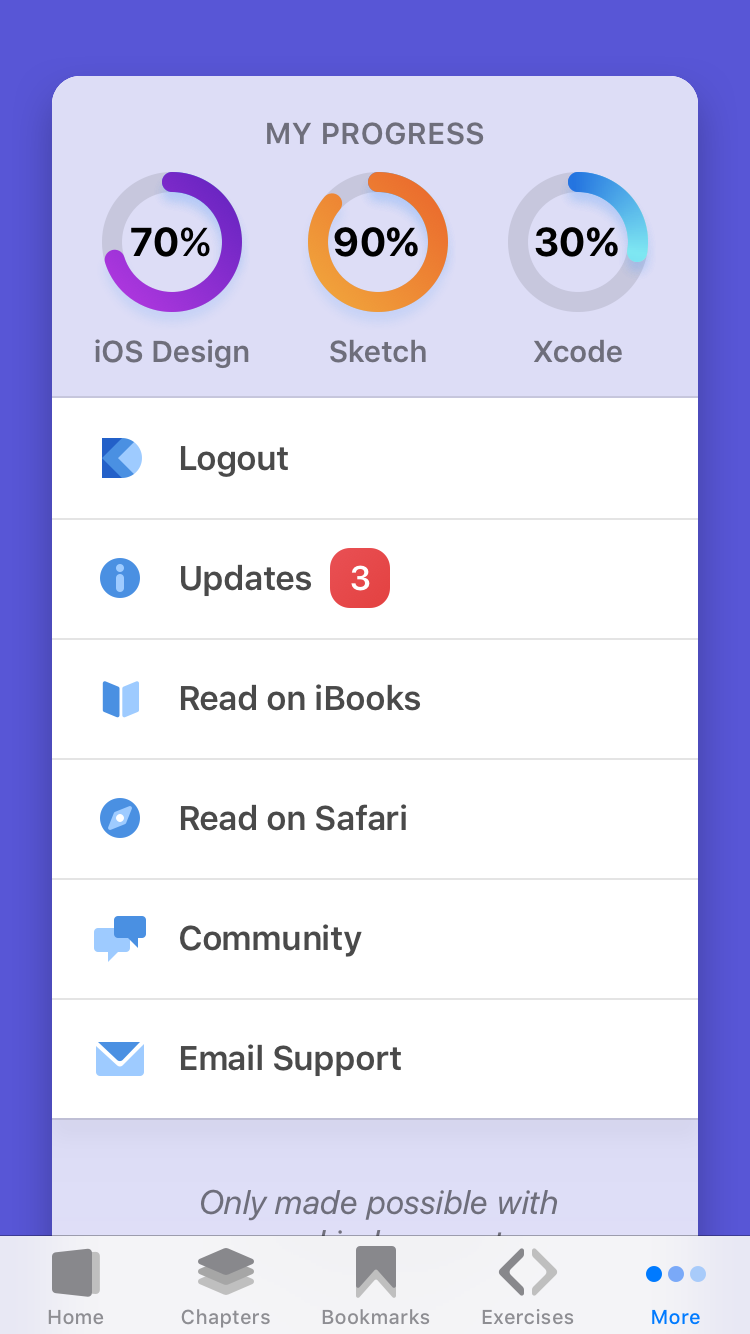 MY PROGRESS
70% 90% 30%
iOS Design Sketch Xcode
Logout
Updates 3
Read on iBooks
Read on Safari
Community
Email Support
Only made possible with
Home Chapters Bookmarks Exercises More